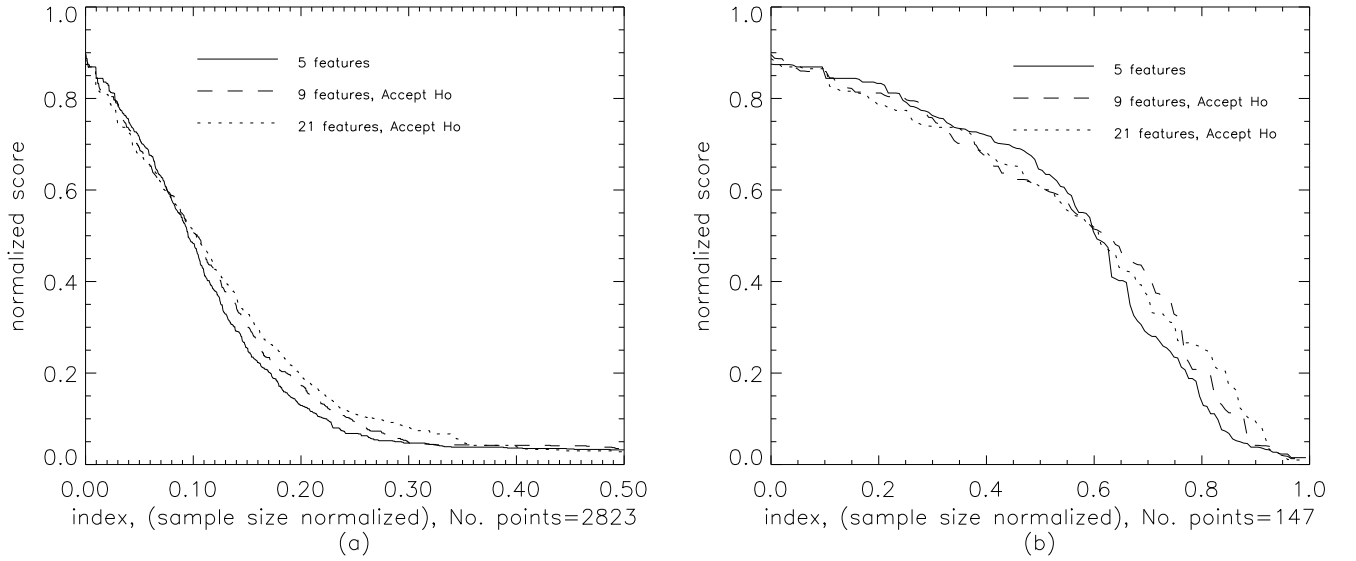 1.0
0.8
0.6
0.4
0.2
0.0
normalized score
5 features
9 features, Accept Ho
21 features, Accept Ho
0.00 0.10 0.20 0.30 0.40 0.50
index, (sample size normalized), No. points=2823
(a)
1.0
0.8
0.6
0.4
0.2
0.0
normalized score
5 features
9 features, Accept Ho
21 features, Accept Ho
0.0 0.2 0.4 0.6 0.8 1.0
index, (sample size normalized), No. points=147
(b)